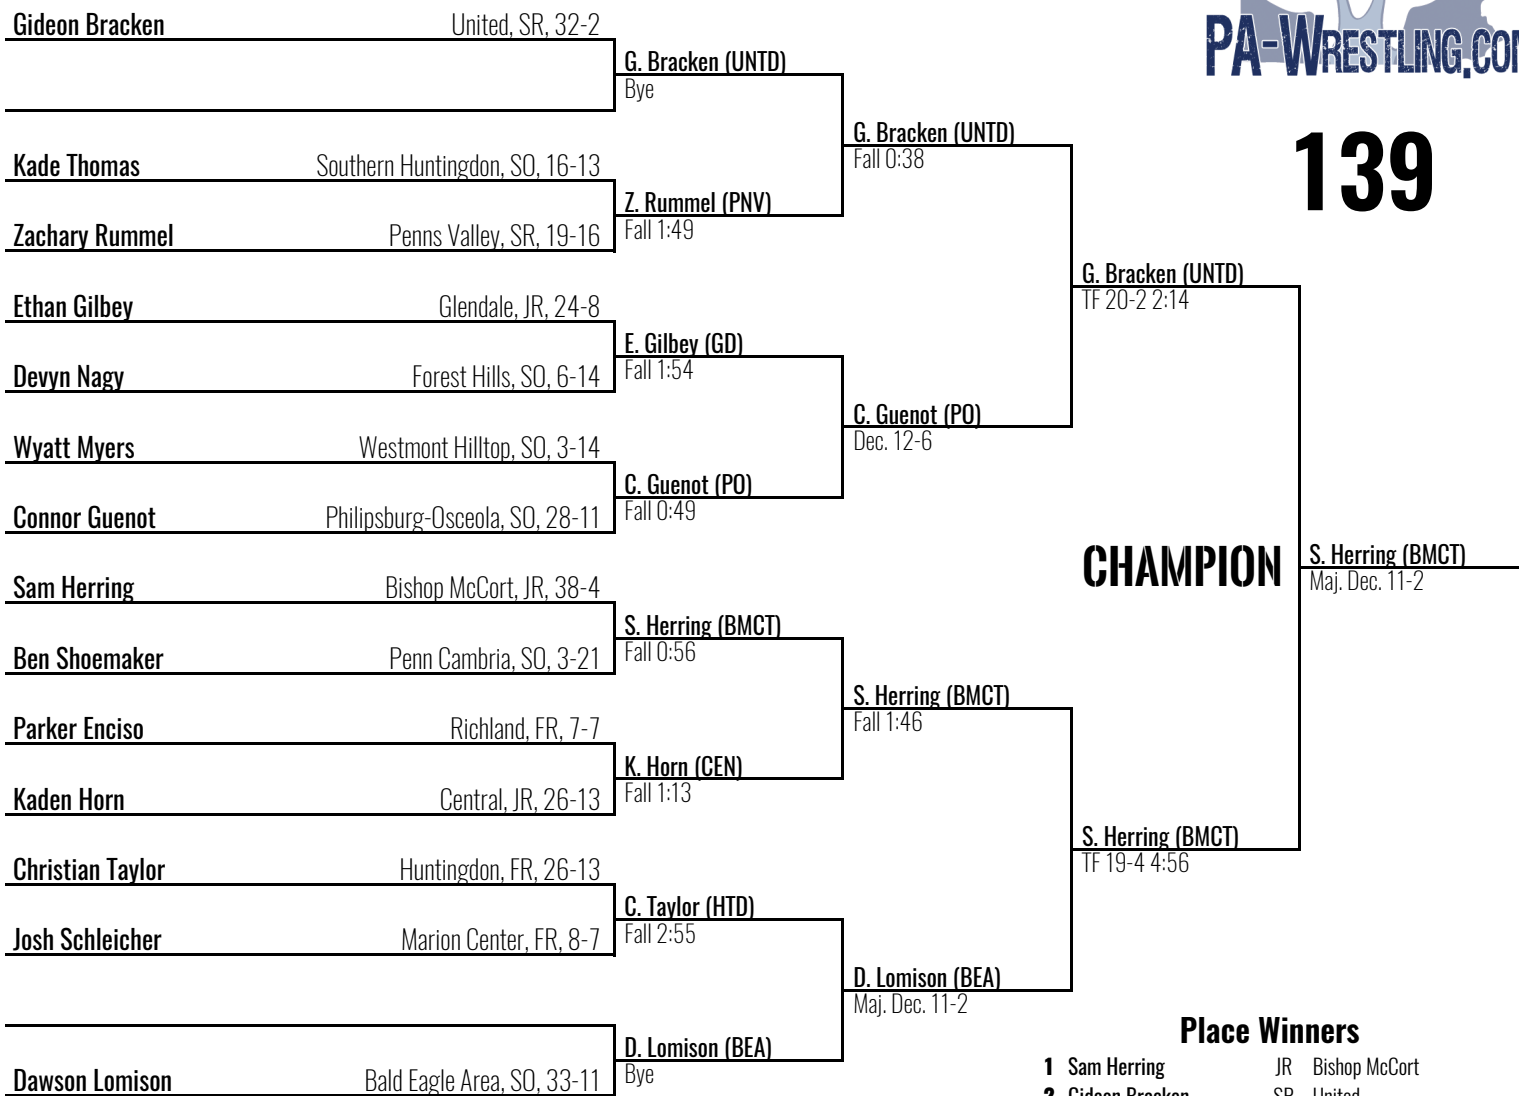 PA-WRESTLING.CO
139
Gideon Bracken United, SR, 32-2
G. Bracken (UNTD)
Bye
Kade Thomas Southern Huntingdon, SO, 16-13
Zachary Rummel Penns Valley, SR, 19-16
Z. Rummel (PNV)
Fall 1:49
G. Bracken (UNTD)
Fall 0:38
Ethan Gilbey Glendale, JR, 24-8
Devyn Nagy Forest Hills, SO, 6-14
E. Gilbey (GD)
Fall 1:54
Wyatt Myers Westmont Hilltop, SO, 3-14
Connor Guenot Philipsburg-Osceola, SO, 28-11
C. Guenot (PO)
Fall 0:49
C. Guenot (PO)
Dec. 12-6
G. Bracken (UNTD)
TF 20-2 2:14
Sam Herring Bishop McCort, JR, 38-4
Ben Shoemaker Penn Cambria, SO, 3-21
S. Herring (BMCT)
Fall 0:56
Parker Enciso Richland, FR, 7-7
Kaden Horn Central, JR, 26-13
K. Horn (CEN)
Fall 1:13
S. Herring (BMCT)
Fall 1:46
Christian Taylor Huntingdon, FR, 26-13
Josh Schleicher Marion Center, FR, 8-7
C. Taylor (HTD)
Fall 2:55
Dawson Lomison Bald Eagle Area, SO, 33-11
D. Lomison (BEA)
Bye
D. Lomison (BEA)
Maj. Dec. 11-2
S. Herring (BMCT)
TF 19-4 4:56
CHAMPION
S. Herring (BMCT)
Maj. Dec. 11-2
Place Winners
1 Sam Herring JR Bishop McCort
2 Gideon Bracken SR United